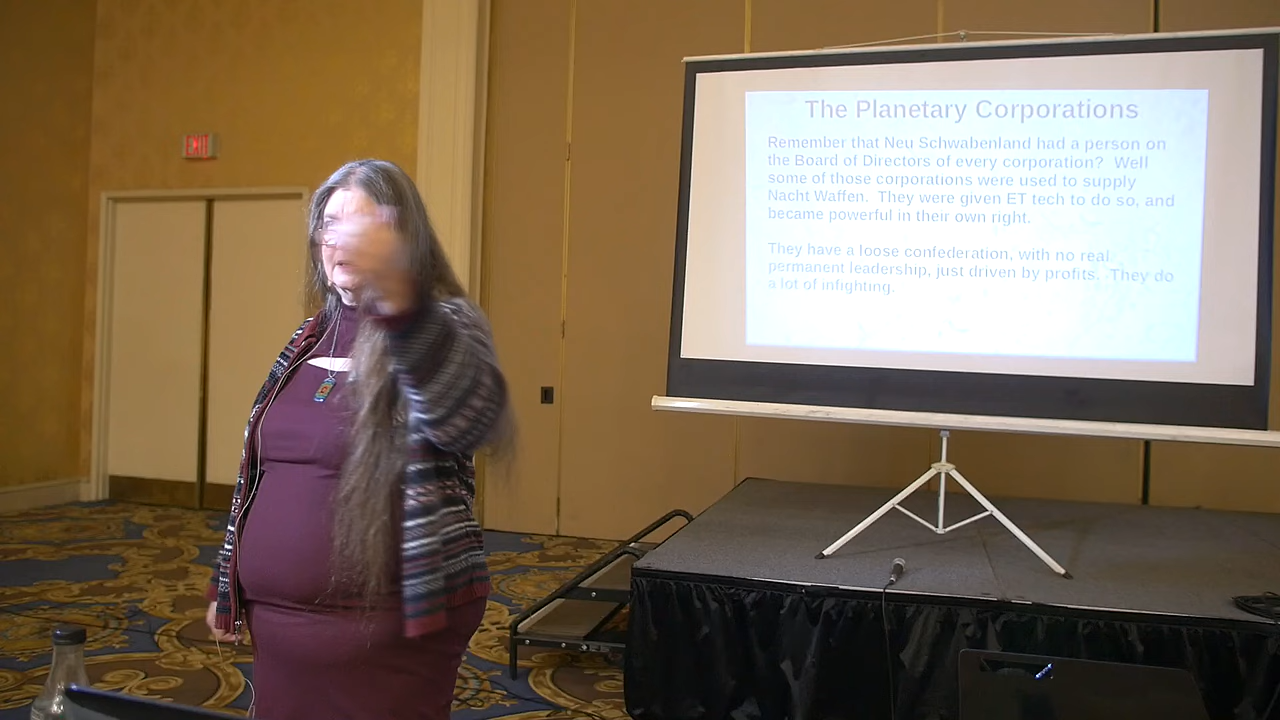 EXIT
The Planetary Corporations
Remember that Neu Schwabenland had a person on
the Board of Directors of every corporation? Well
some of those corporations were used to supply
Nacht Waffen. They were given ET tech to do so, and
became powerful in their own right.
They have a loose confederation, with no real
permanent leadership, just driven by profits. They do
a lot of infighting.